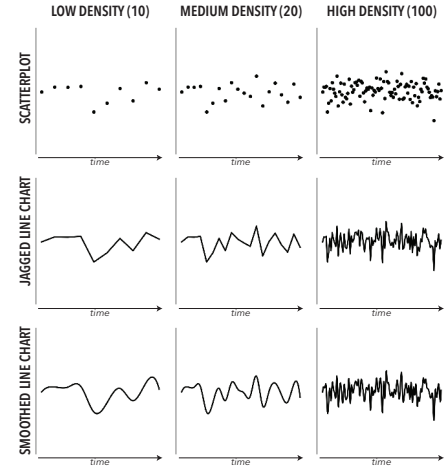 LOW DENSITY (10)
MEDIUM DENSITY (20)
HIGH DENSITY (100)
SCATTERPLOT
time
time
time
JAGGED LINE CHART
time
time
time
SMOOTHED LINE CHART
time
time
time